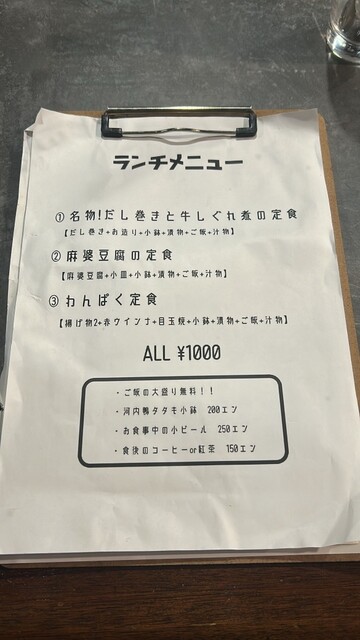 ランチメニュー
① 名物!だし巻きと牛しぐれ煮の定食
【だし巻き+お造り+小鉢+漬物+ご飯+汁物】
② 麻婆豆腐の定食
【麻婆豆腐+小皿+小鉢+漬物+ご飯+汁物】
③ わんぱく定食
【揚げ物2+赤ウインナ+目玉焼+小鉢+漬物+ご飯+汁物】
ALL ¥1000
・ご飯の大盛り無料!!
・河内鴨タタキ小鉢 200エン
・お食事中の小ビール 250エン
・食後のコーヒーor紅茶 150エン